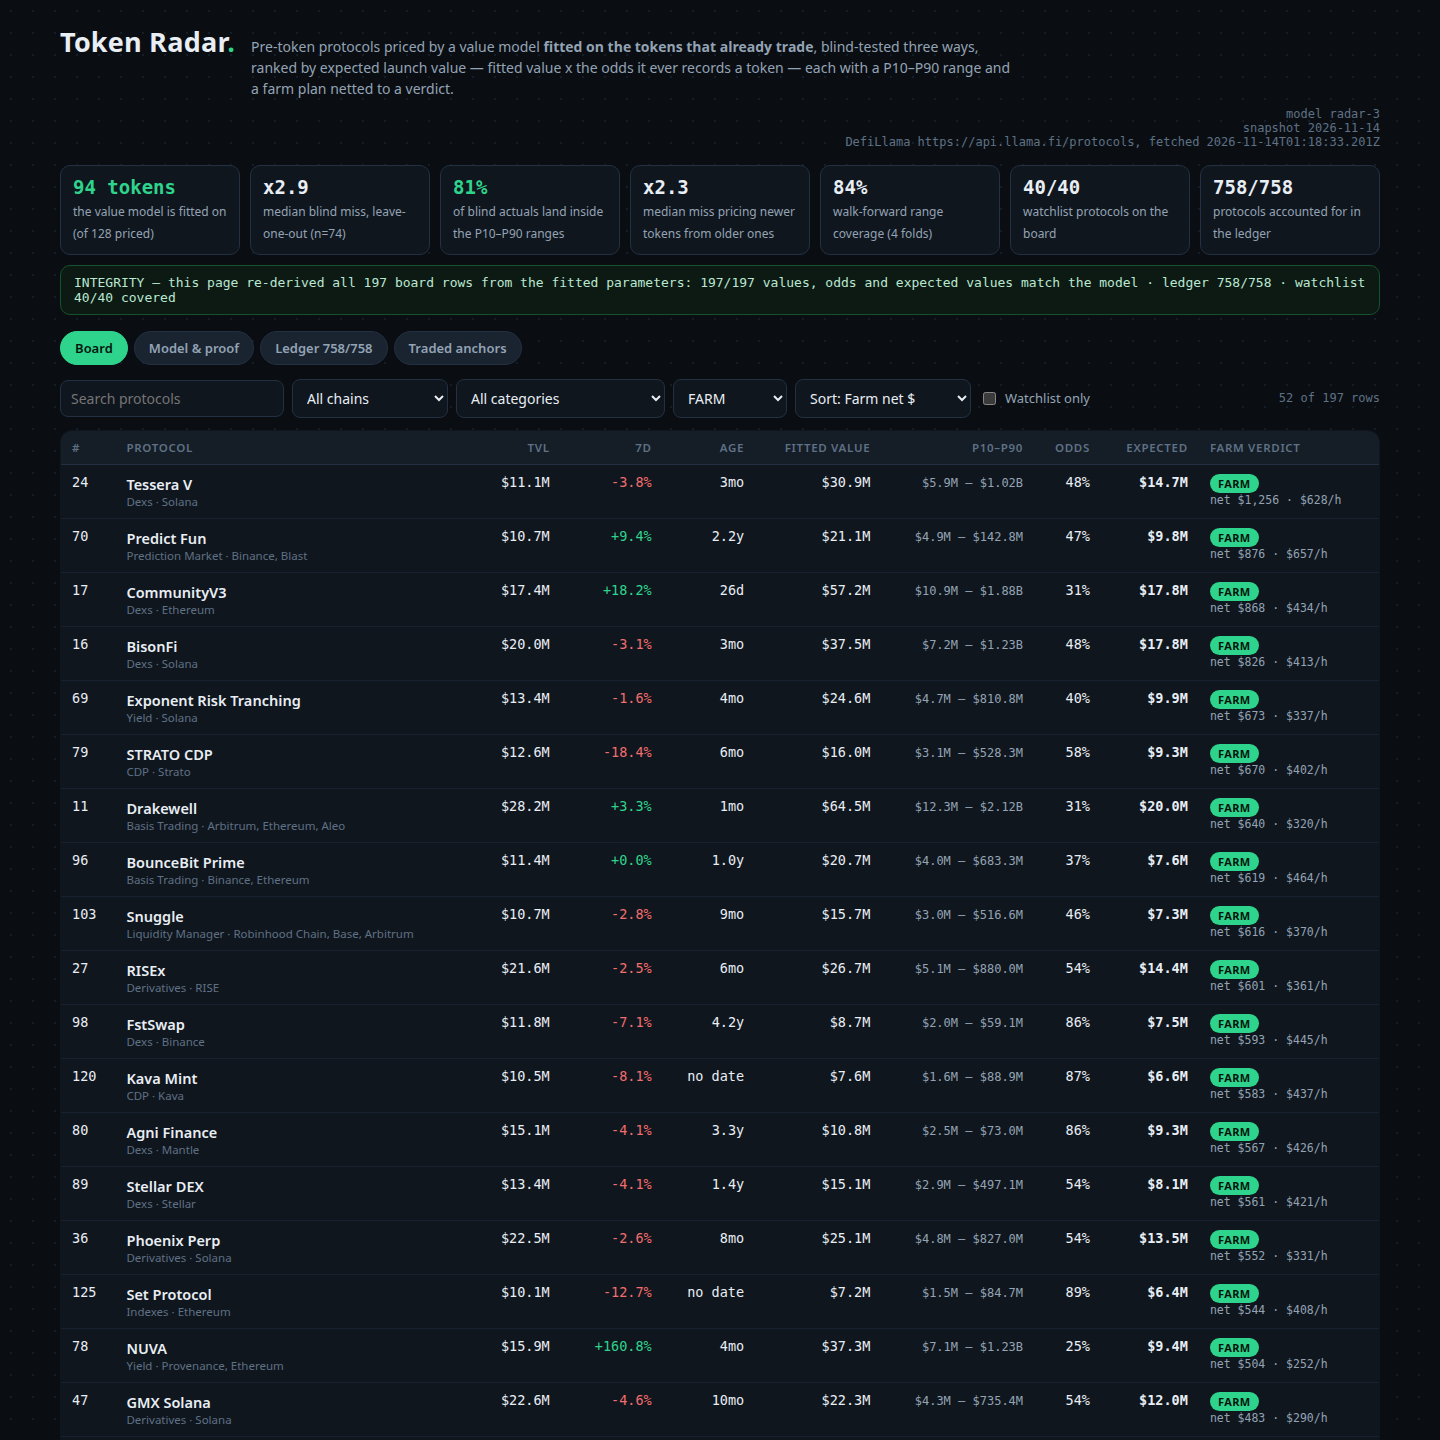 Token Radar.
Pre-token protocols priced by a value model fitted on the tokens that already trade, blind-tested three ways,
ranked by expected launch value — fitted value x the odds it ever records a token — each with a P10–P90 range and
a farm plan netted to a verdict.
model radar-3
snapshot 2026-11-14
DefiLlama https://api.llama.fi/protocols, fetched 2026-11-14T01:18:33.201Z
94 tokens
the value model is fitted on
(of 128 priced)
x2.9
median blind miss, leave-
one-out (n=74)
81%
of blind actuals land inside
the P10–P90 ranges
x2.3
median miss pricing newer
tokens from older ones
84%
walk-forward range
coverage (4 folds)
40/40
watchlist protocols on the
board
758/758
protocols accounted for in
the ledger
INTEGRITY — this page re-derived all 197 board rows from the fitted parameters: 197/197 values, odds and expected values match the model · ledger 758/758 · watchlist
40/40 covered
Board Model & proof Ledger 758/758 Traded anchors
Search protocols All chains All categories FARM Sort: Farm net $ Watchlist only 52 of 197 rows
# PROTOCOL TVL 7D AGE FITTED VALUE P10–P90 ODDS EXPECTED FARM VERDICT
24 Tessera V $11.1M -3.8% 3mo $30.9M $5.9M – $1.02B 48% $14.7M FARM
Dexs · Solana net $1,256 · $628/h
70 Predict Fun $10.7M +9.4% 2.2y $21.1M $4.9M – $142.8M 47% $9.8M FARM
Prediction Market · Binance, Blast net $876 · $657/h
17 CommunityV3 $17.4M +18.2% 26d $57.2M $10.9M – $1.88B 31% $17.8M FARM
Dexs · Ethereum net $868 · $434/h
16 BisonFi $20.0M -3.1% 3mo $37.5M $7.2M – $1.23B 48% $17.8M FARM
Dexs · Solana net $826 · $413/h
69 Exponent Risk Tranching $13.4M -1.6% 4mo $24.6M $4.7M – $810.8M 40% $9.9M FARM
Yield · Solana net $673 · $337/h
79 STRATO CDP $12.6M -18.4% 6mo $16.0M $3.1M – $528.3M 58% $9.3M FARM
CDP · Strato net $670 · $402/h
11 Drakewell $28.2M +3.3% 1mo $64.5M $12.3M – $2.12B 31% $20.0M FARM
Basis Trading · Arbitrum, Ethereum, Aleo net $640 · $320/h
96 BounceBit Prime $11.4M +0.0% 1.0y $20.7M $4.0M – $683.3M 37% $7.6M FARM
Basis Trading · Binance, Ethereum net $619 · $464/h
103 Snuggle $10.7M -2.8% 9mo $15.7M $3.0M – $516.6M 46% $7.3M FARM
Liquidity Manager · Robinhood Chain, Base, Arbitrum net $616 · $370/h
27 RISEx $21.6M -2.5% 6mo $26.7M $5.1M – $880.0M 54% $14.4M FARM
Derivatives · RISE net $601 · $361/h
98 FstSwap $11.8M -7.1% 4.2y $8.7M $2.0M – $59.1M 86% $7.5M FARM
Dexs · Binance net $593 · $445/h
120 Kava Mint $10.5M -8.1% no date $7.6M $1.6M – $88.9M 87% $6.6M FARM
CDP · Kava net $583 · $437/h
80 Agni Finance $15.1M -4.1% 3.3y $10.8M $2.5M – $73.0M 86% $9.3M FARM
Dexs · Mantle net $567 · $426/h
89 Stellar DEX $13.4M -4.1% 1.4y $15.1M $2.9M – $497.1M 54% $8.1M FARM
Dexs · Stellar net $561 · $421/h
36 Phoenix Perp $22.5M -2.6% 8mo $25.1M $4.8M – $827.0M 54% $13.5M FARM
Derivatives · Solana net $552 · $331/h
125 Set Protocol $10.1M -12.7% no date $7.2M $1.5M – $84.7M 89% $6.4M FARM
Indexes · Ethereum net $544 · $408/h
78 NUVA $15.9M +160.8% 4mo $37.3M $7.1M – $1.23B 25% $9.4M FARM
Yield · Provenance, Ethereum net $504 · $252/h
47 GMX Solana $22.6M -4.6% 10mo $22.3M $4.3M – $735.4M 54% $12.0M FARM
Derivatives · Solana net $483 · $290/h